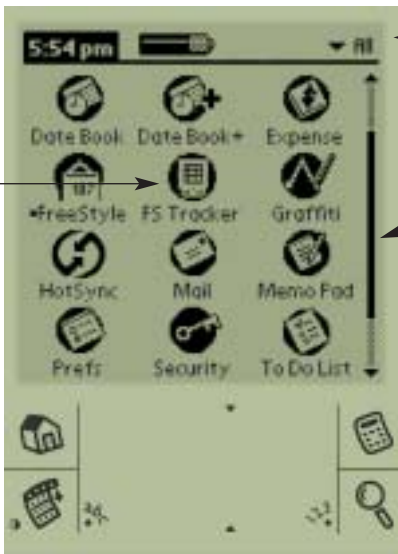 5:54 pm All
Date Book Date Book+ Expense
187
•FreeStyle FS Tracker Graffiti
HotSync Mail Memo Pad
Prefs Security To Do List